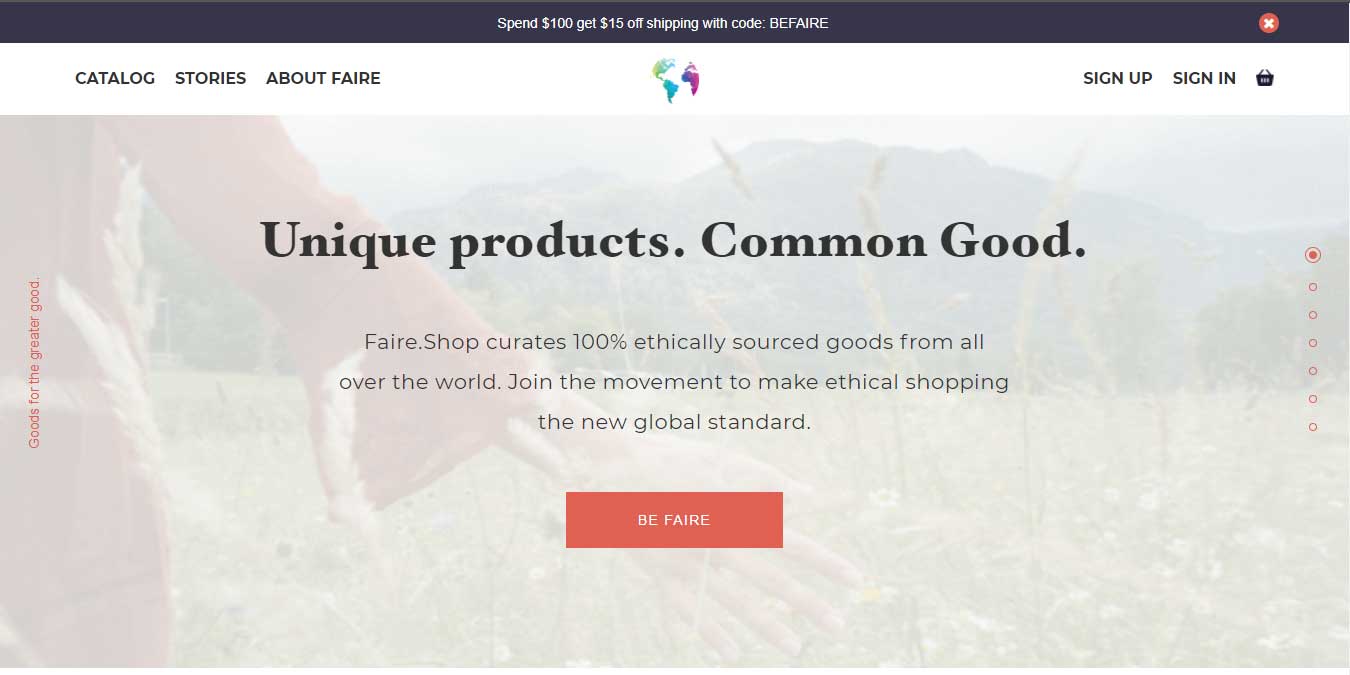 Spend $100 get $15 off shipping with code: BEFAIRE
CATALOG STORIES ABOUT FAIRE SIGN UP SIGN IN
Unique products. Common Good.
Goods for the greater good.
Faire.Shop curates 100% ethically sourced goods from all
over the world. Join the movement to make ethical shopping
the new global standard.
BE FAIRE